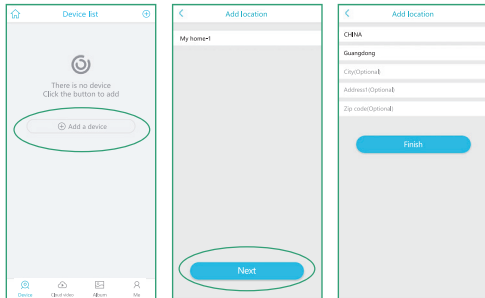 Device list
There is no device
Click the button to add
Add a device
Device
Cloud video
Album
Me
Add location
My home-1
Next
Add location
CHINA
Guangdong
City(Optional)
Address1(Optional)
Zip code(Optional)
Finish